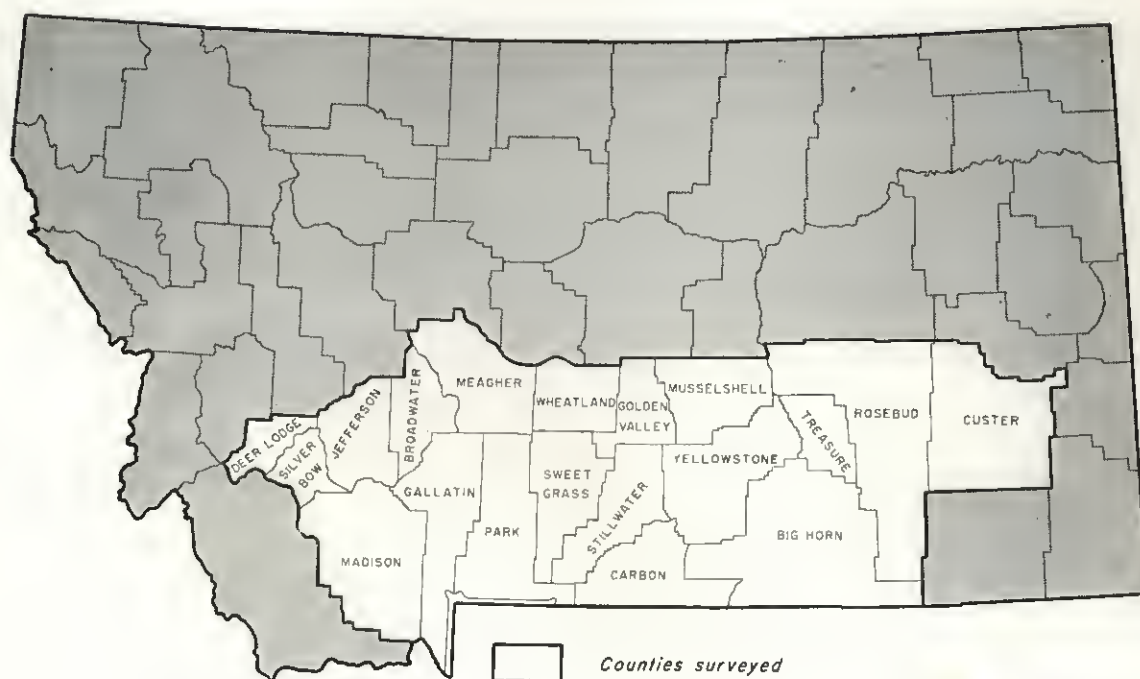 MEAGHER
BROADWATER
JEFFERSON
DEER LODGE
SILVER
BOW
WHEATLAND
GOLDEN
VALLEY
MUSSELSHELL
ROSEBUD
CUSTER
TREASURE
YELLOWSTONE
GALLATIN
SWEET
GRASS
STILLWATER
PARK
MADISON
CARBON
BIG HORN
Counties surveyed